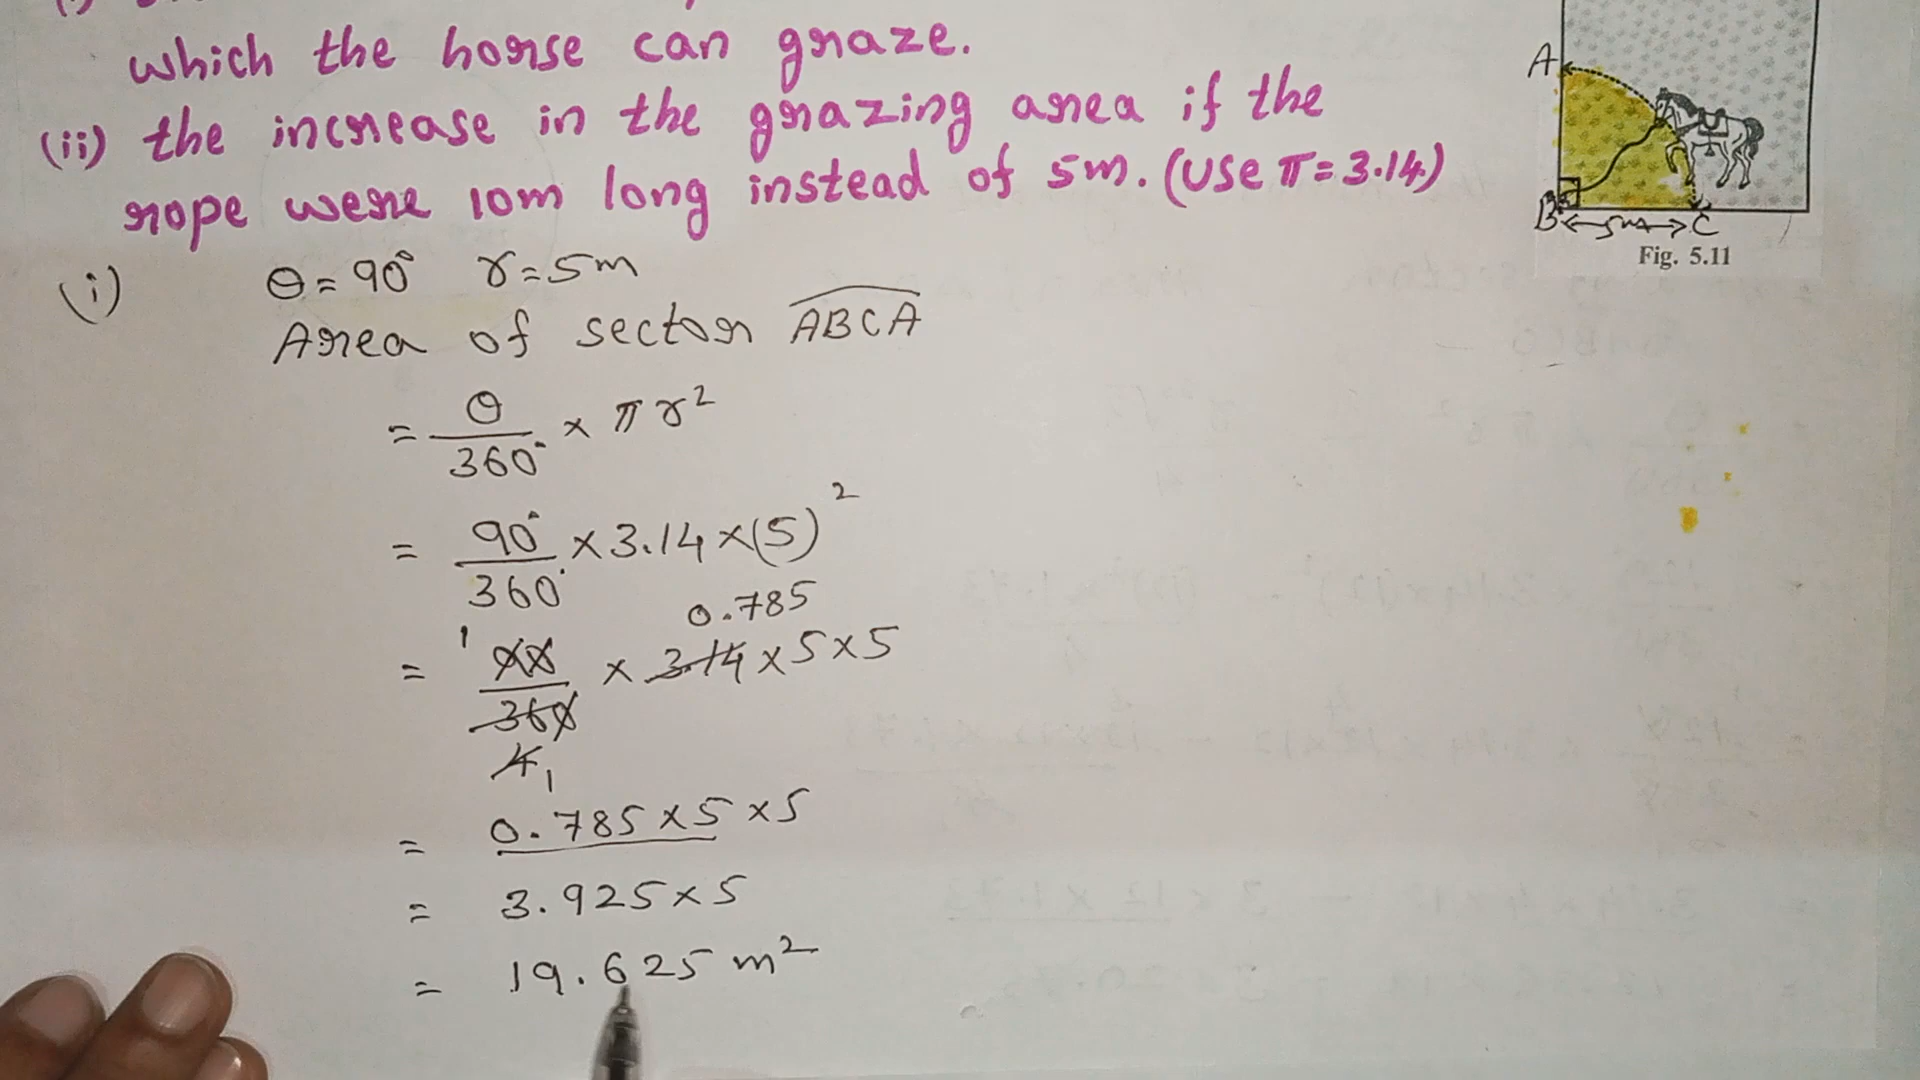 which the horse can graze.
(ii) the increase in the grazing area if the
rope were 10m long instead of 5m. (Use π = 3.14)
A
B 5m C
Fig. 5.11
(i) θ = 90° r = 5m
Area of sector ABCA
= θ/360° × πr²
= 90°/360° × 3.14 × (5)²
0.785
= 1 90/360 × 3.14 × 5 × 5
4 1
= 0.785 × 5 × 5
= 3.925 × 5
= 19.625 m²